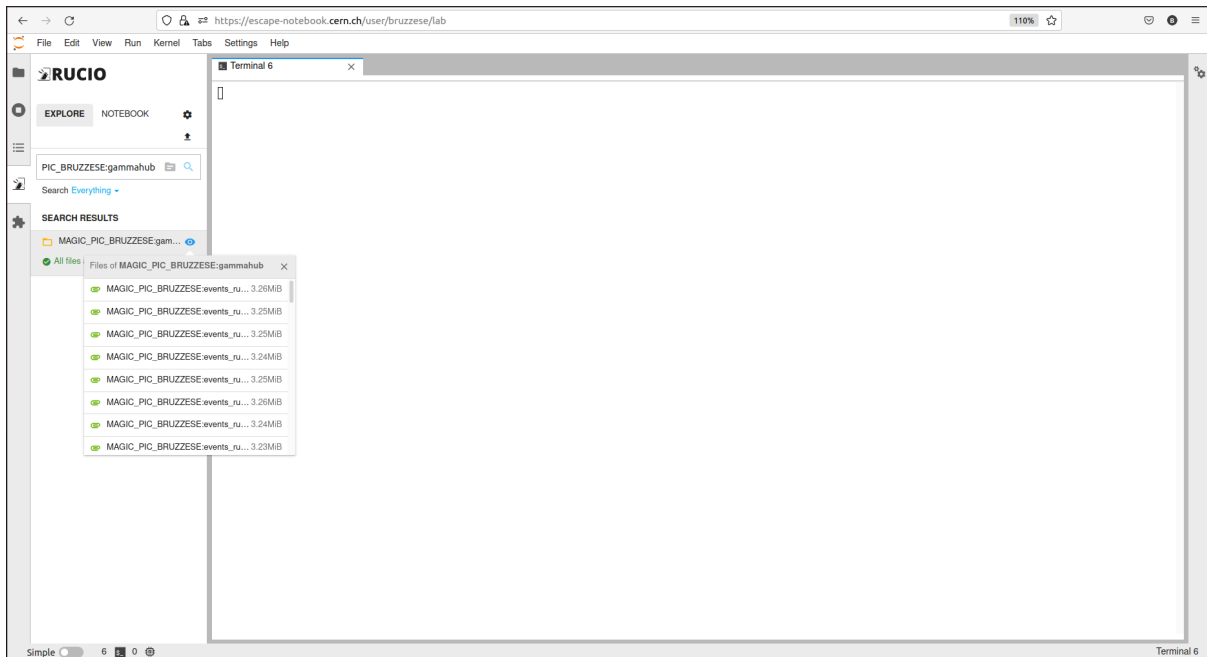 https://escape-notebook.cern.ch/user/bruzzese/lab
110%
File Edit View Run Kernel Tabs Settings Help
RUCIO
EXPLORE NOTEBOOK
PIC_BRUZZESE:gammahub
Search Everything
SEARCH RESULTS
MAGIC_PIC_BRUZZESE:gam...
All files
Files of MAGIC_PIC_BRUZZESE:gammahub
MAGIC_PIC_BRUZZESE:events_ru... 3.26MiB
MAGIC_PIC_BRUZZESE:events_ru... 3.25MiB
MAGIC_PIC_BRUZZESE:events_ru... 3.25MiB
MAGIC_PIC_BRUZZESE:events_ru... 3.24MiB
MAGIC_PIC_BRUZZESE:events_ru... 3.25MiB
MAGIC_PIC_BRUZZESE:events_ru... 3.26MiB
MAGIC_PIC_BRUZZESE:events_ru... 3.24MiB
MAGIC_PIC_BRUZZESE:events_ru... 3.23MiB
Terminal 6
Simple 6 0
Terminal 6